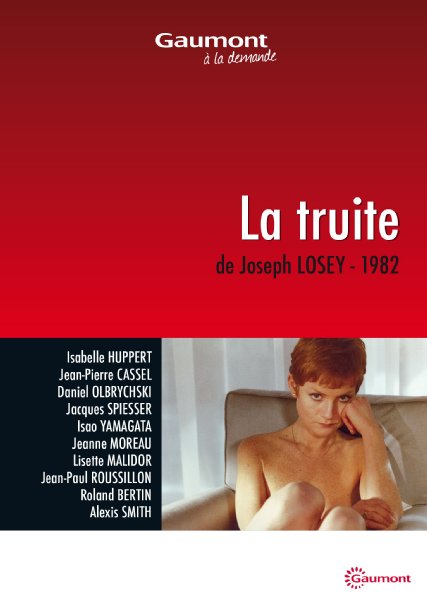 Gaumont
à la demande
La truite
de Joseph LOSEY - 1982
Isabelle HUPPERT
Jean-Pierre CASSEL
Daniel OLBRYCHSKI
Jacques SPIESSER
Isao YAMAGATA
Jeanne MOREAU
Lisette MALIDOR
Jean-Paul ROUSSILLON
Roland BERTIN
Alexis SMITH
Gaumont